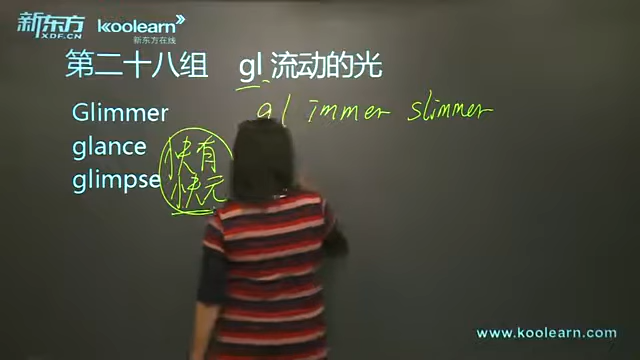 新东方 XDF.CN koolearn
新东方在线
第二十八组 gl 流动的光
Glimmer gl immer slimmer
glance 快有
glimpse 快元
www.koolearn.com